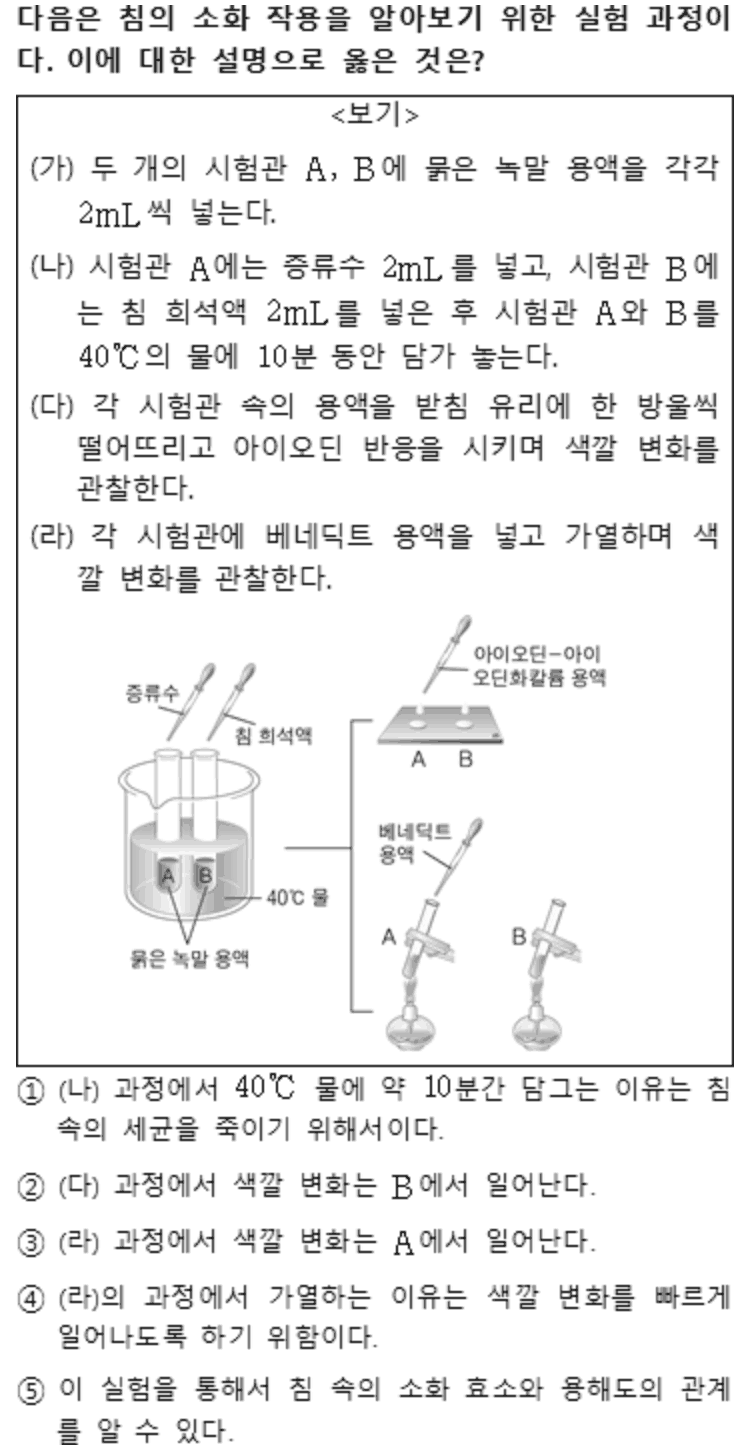 다음은 침의 소화 작용을 알아보기 위한 실험 과정이
다. 이에 대한 설명으로 옳은 것은?
<보기>
(가) 두 개의 시험관 A, B에 묽은 녹말 용액을 각각
2mL씩 넣는다.
(나) 시험관 A에는 증류수 2mL를 넣고, 시험관 B에
는 침 희석액 2mL를 넣은 후 시험관 A와 B를
40℃의 물에 10분 동안 담가 놓는다.
(다) 각 시험관 속의 용액을 받침 유리에 한 방울씩
떨어뜨리고 아이오딘 반응을 시키며 색깔 변화를
관찰한다.
(라) 각 시험관에 베네딕트 용액을 넣고 가열하며 색
깔 변화를 관찰한다.
증류수
침 희석액
A B
40℃ 물
묽은 녹말 용액
아이오딘-아이
오딘화칼륨 용액
A B
베네딕트
용액
A B
① (나) 과정에서 40℃ 물에 약 10분간 담그는 이유는 침
속의 세균을 죽이기 위해서이다.
② (다) 과정에서 색깔 변화는 B에서 일어난다.
③ (라) 과정에서 색깔 변화는 A에서 일어난다.
④ (라)의 과정에서 가열하는 이유는 색깔 변화를 빠르게
일어나도록 하기 위함이다.
⑤ 이 실험을 통해서 침 속의 소화 효소와 용해도의 관계
를 알 수 있다.